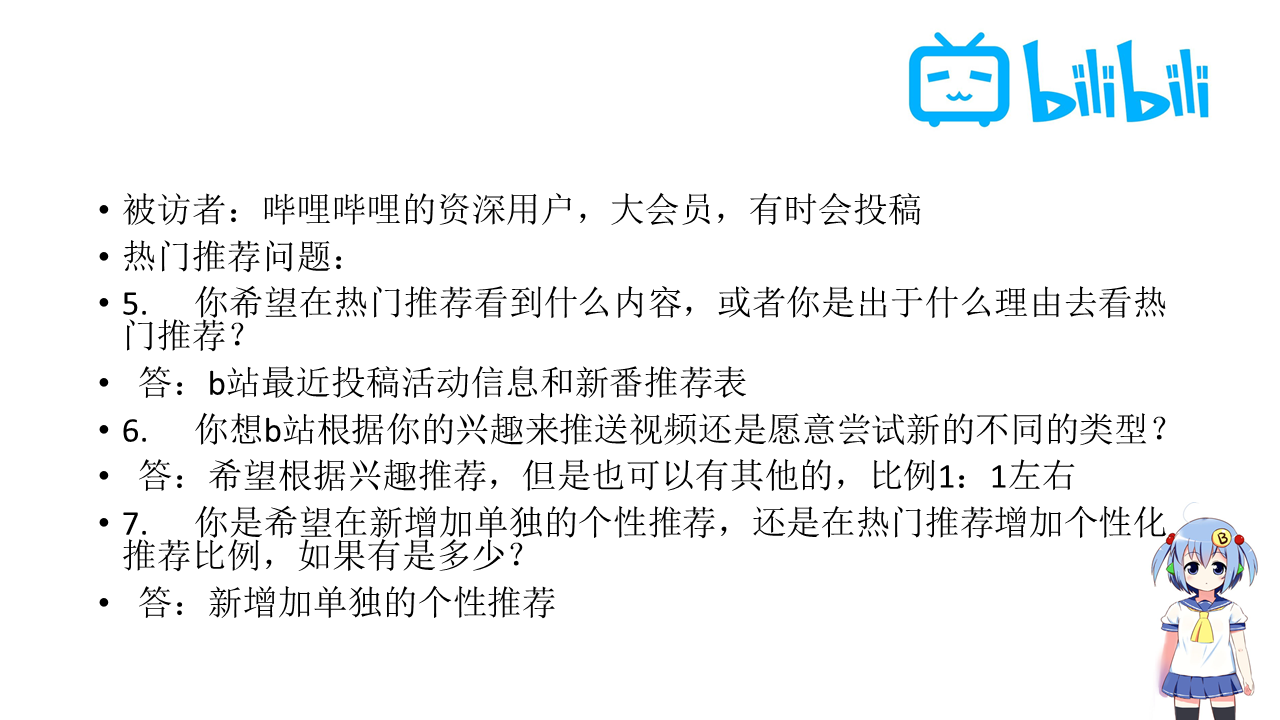 bilibili
• 被访者：哔哩哔哩的资深用户，大会员，有时会投稿
• 热门推荐问题：
• 5. 你希望在热门推荐看到什么内容，或者你是出于什么理由去看热
门推荐？
• 答：b站最近投稿活动信息和新番推荐表
• 6. 你想b站根据你的兴趣来推送视频还是愿意尝试新的不同的类型？
• 答：希望根据兴趣推荐，但是也可以有其他的，比例1：1左右
• 7. 你是希望在新增加单独的个性推荐，还是在热门推荐增加个性化
推荐比例，如果有是多少？
• 答：新增加单独的个性推荐
B